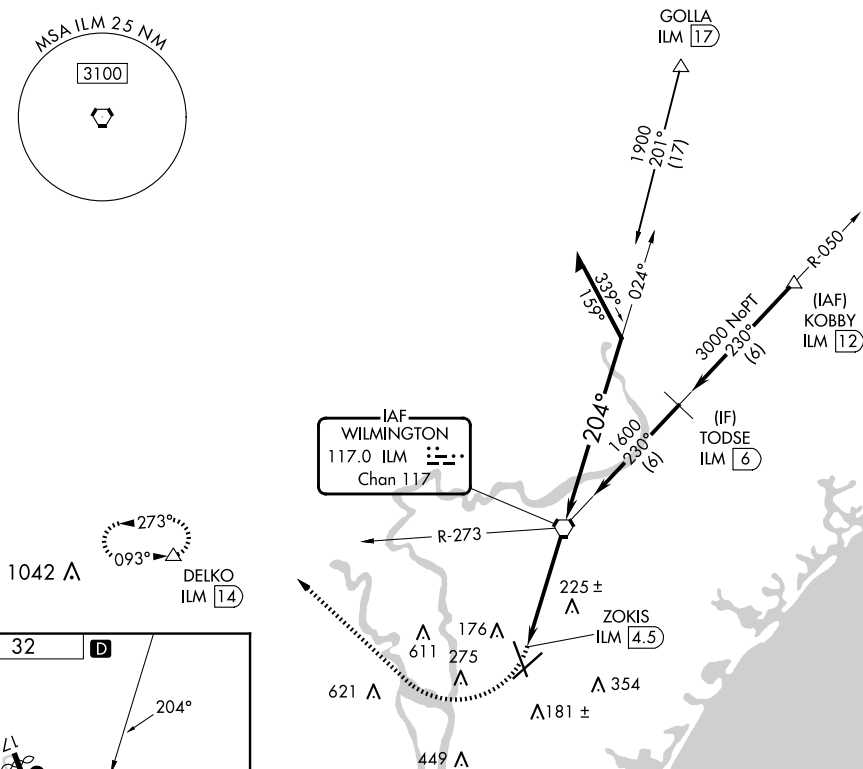 MSA ILM 25 NM
3100
GOLLA
ILM 17
1900
201°
(17)
339°
159°
024°
R-050
(IAF)
KOBBY
ILM 12
3000 NoPT
230°
(6)
204°
1600
230°
(6)
(IF)
TODSE
ILM 6
IAF
WILMINGTON
117.0 ILM
Chan 117
R-273
273°
093°
DELKO
ILM 14
1042
225 ±
ZOKIS
ILM 4.5
176
611
275
621
354
181 ±
449
32
D
204°
17